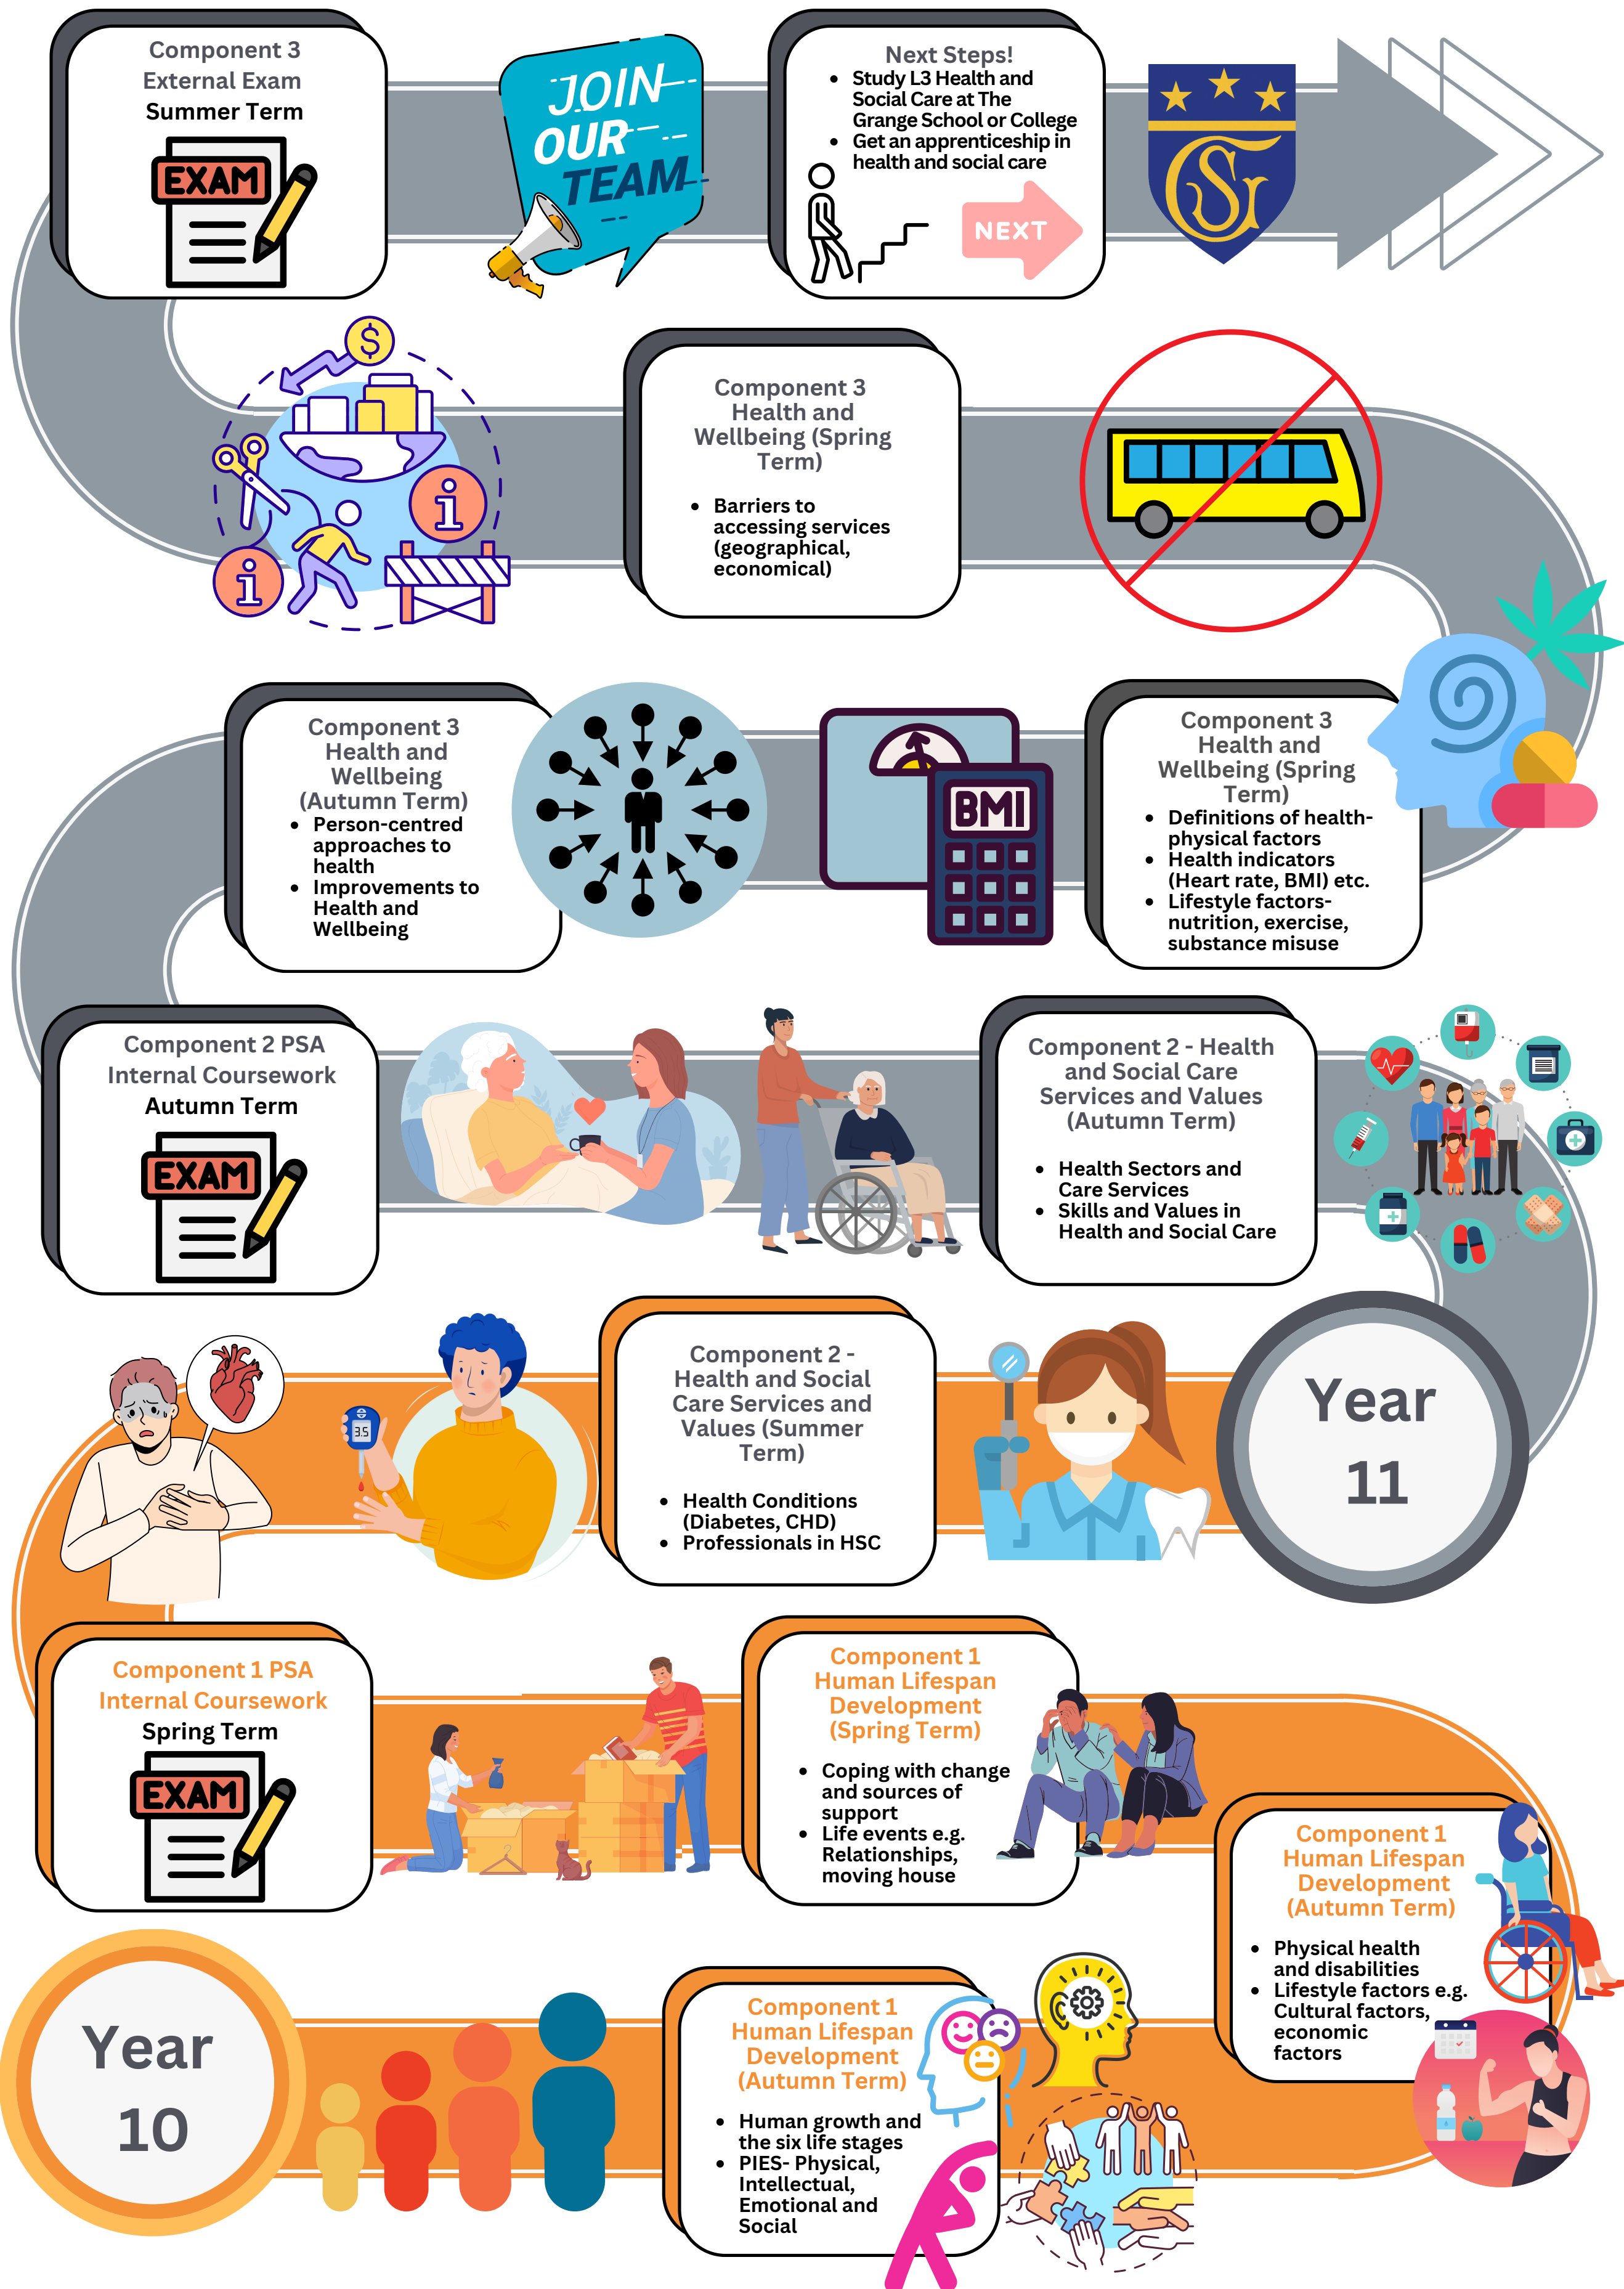 Component 3
External Exam
Summer Term
EXAM
JOIN
OUR
TEAM
Next Steps!
• Study L3 Health and
Social Care at The
Grange School or College
• Get an apprenticeship in
health and social care
NEXT
GS
$
i
i
Component 3
Health and
Wellbeing (Spring
Term)
• Barriers to
accessing services
(geographical,
economical)
Component 3
Health and
Wellbeing
(Autumn Term)
• Person-centred
approaches to
health
• Improvements to
Health and
Wellbeing
BMI
Component 3
Health and
Wellbeing (Spring
Term)
• Definitions of health-
physical factors
• Health indicators
(Heart rate, BMI) etc.
• Lifestyle factors-
nutrition, exercise,
substance misuse
Component 2 PSA
Internal Coursework
Autumn Term
EXAM
Component 2 - Health
and Social Care
Services and Values
(Autumn Term)
• Health Sectors and
Care Services
• Skills and Values in
Health and Social Care
3.5
Component 2 -
Health and Social
Care Services and
Values (Summer
Term)
• Health Conditions
(Diabetes, CHD)
• Professionals in HSC
Year
11
Component 1 PSA
Internal Coursework
Spring Term
EXAM
Component 1
Human Lifespan
Development
(Spring Term)
• Coping with change
and sources of
support
• Life events e.g.
Relationships,
moving house
Component 1
Human Lifespan
Development
(Autumn Term)
• Physical health
and disabilities
• Lifestyle factors e.g.
Cultural factors,
economic
factors
Year
10
Component 1
Human Lifespan
Development
(Autumn Term)
• Human growth and
the six life stages
• PIES- Physical,
Intellectual,
Emotional and
Social